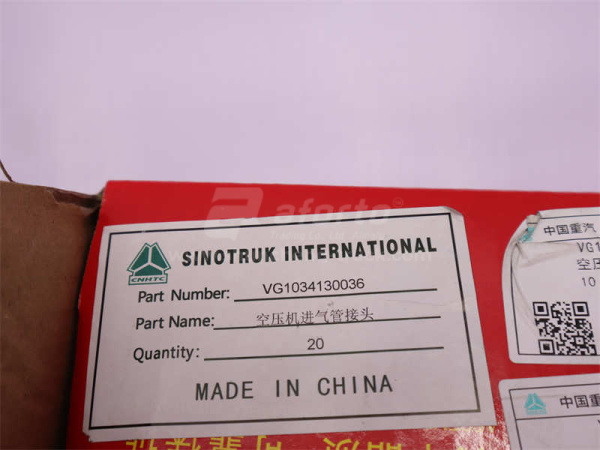 SINOTRUK INTERNATIONAL
CNHTC
Part Number: VG1034130036
Part Name: 空压机进气管接头
Quantity: 20
MADE IN CHINA
中国重汽
VG1
空压
10
中国重